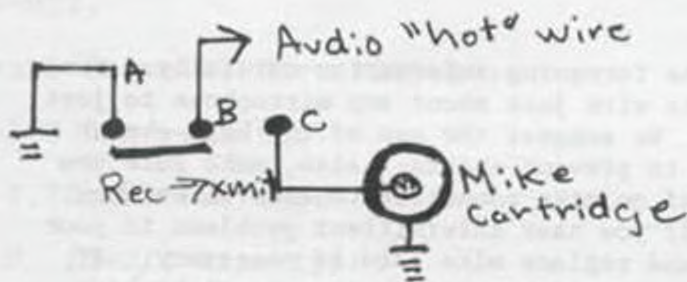 Audio "hot" wire
A
B
C
Rec → xmit
Mike
Cartridge